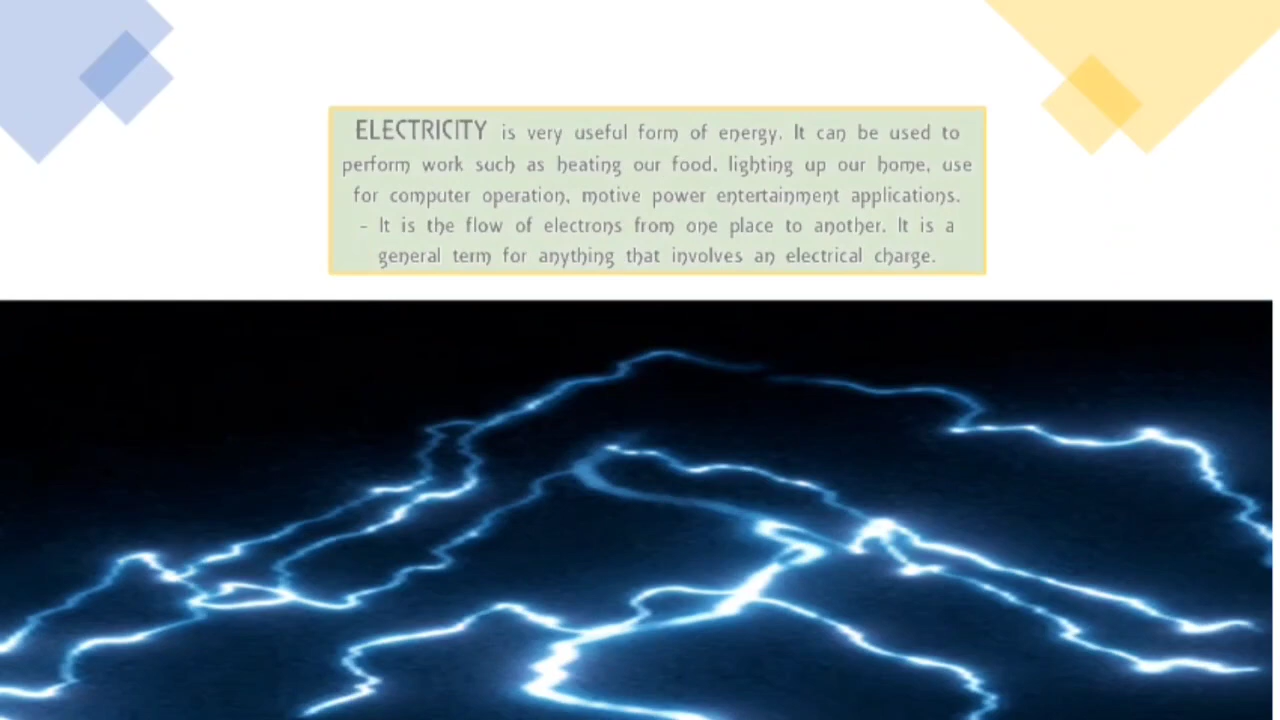 ELECTRICITY is very useful form of energy. It can be used to
perform work such as heating our food, lighting up our home, use
for computer operation, motive power entertainment applications.
- It is the flow of electrons from one place to another. It is a
general term for anything that involves an electrical charge.